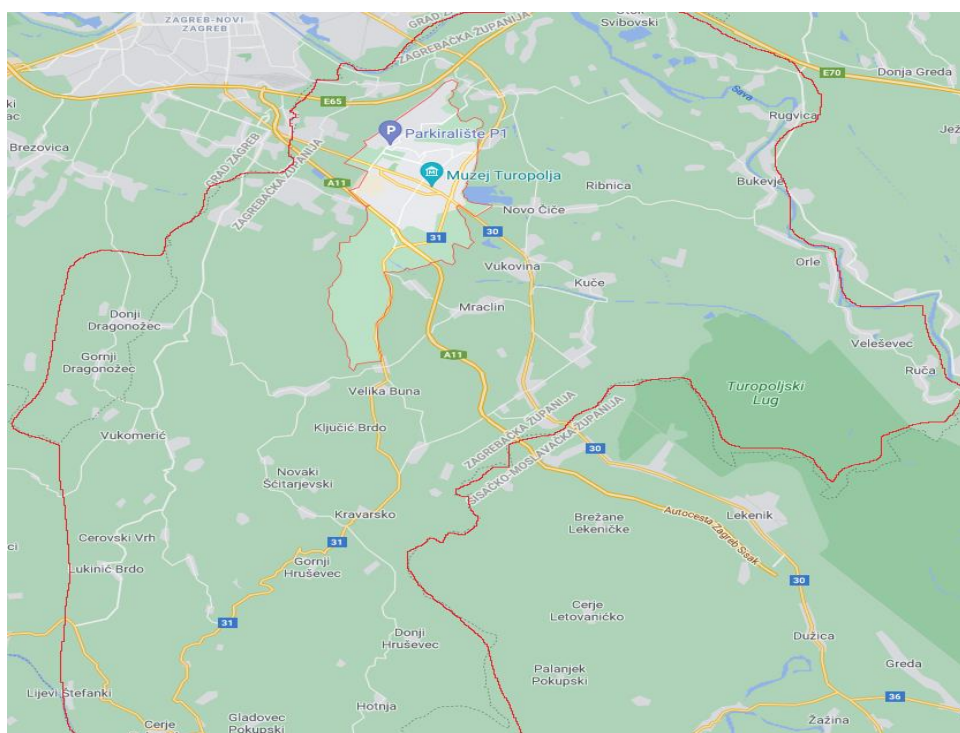 Stoň
Svibovski
ZAGREB-NOVI
ZAGREB
GRAD ZAGREB
ZAGREBAČKA ŽUPANIJA
E70
Donja Greda
E65
Sava
Rugvica
Brezovica
P
Parkiralište P1
GRAD ZAGREB
ZAGREBAČKA ŽUPANIJA
A11
Muzej Turopolja
Ribnica
Bukevje
Novo Čiče
30
31
Orle
Vukovina
Kuče
Donji
Dragonožec
Mraclin
Veleševec
Gornji
Dragonožec
A11
Ruča
Turopoljski
Lug
Velika Buna
Ključić Brdo
Vukomerić
ZAGREBAČKA ŽUPANIJA
SISAČKO-MOSLAVAČKA ŽUPANIJA
30
Novaki
Šćitarjevski
Kravarsko
Brežane
Lekeničke
Lekenik
Autocesta Zagreb Sisak
Cerovski Vrh
31
Lukinić Brdo
Gornji
Hruševec
30
31
Cerje
Letovaničko
Donji
Hruševec
Dužica
Greda
Palanjek
Pokupski
Lijevi Štefanki
36
Hotnja
Gladovec
Pokupski
Cerje
Žažina